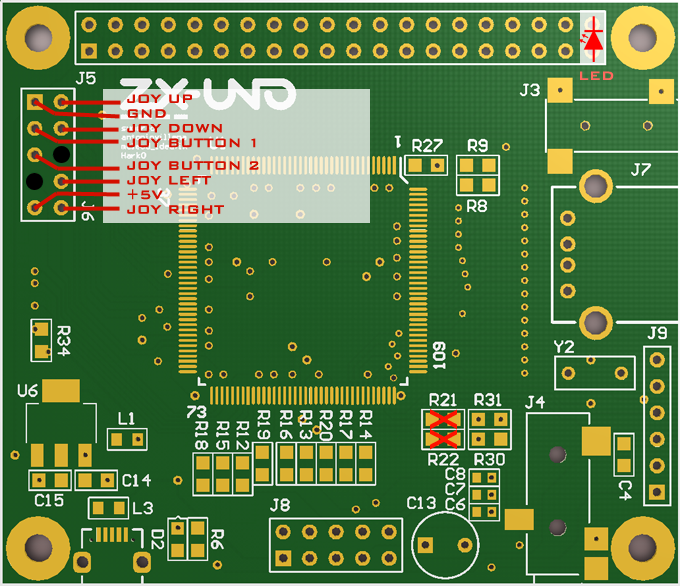 LED
J5
ZX-UNO
J3
JOY UP
GND
JOY DOWN
JOY BUTTON 1
JOY BUTTON 2
JOY LEFT
+5V
JOY RIGHT
J6
1
R27
R9
R8
J7
R34
109
Y2
J9
U6
L1
73
R18
R15
R12
R19
R16
R13
R20
R17
R14
R21
R31
J4
R22
R30
C15
C14
C8
C7
C6
C4
L3
D2
R6
J8
C13